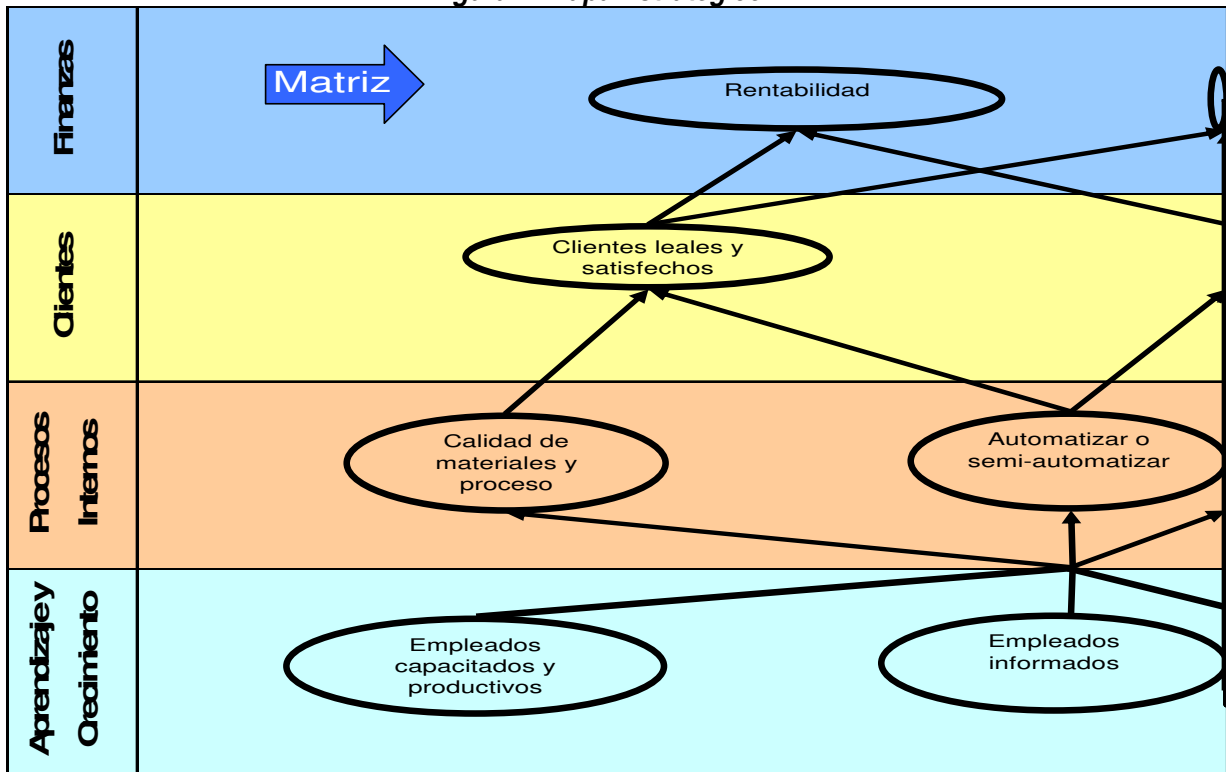 Finanzas
Matriz
Rentabilidad
Clientes
Clientes leales y
satisfechos
Procesos
Internos
Calidad de
materiales y
proceso
Automatizar o
semi-automatizar
Aprendizaje y
Crecimiento
Empleados
capacitados y
productivos
Empleados
informados